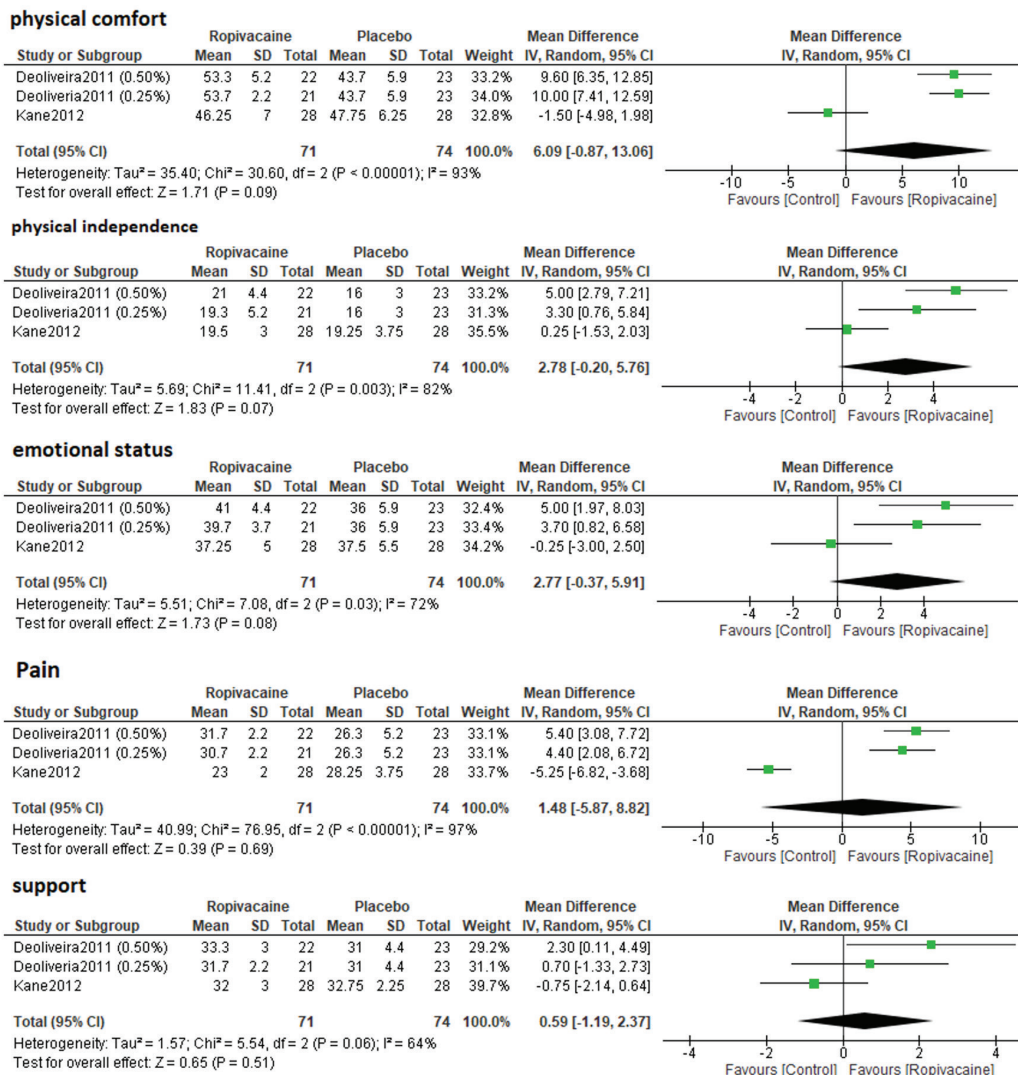 physical comfort
Ropivacaine Placebo Mean Difference Mean Difference
Study or Subgroup Mean SD Total Mean SD Total Weight IV, Random, 95% CI IV, Random, 95% CI
Deoliveira2011 (0.50%) 53.3 5.2 22 43.7 5.9 23 33.2% 9.60 [6.35, 12.85]
Deoliveria2011 (0.25%) 53.7 2.2 21 43.7 5.9 23 34.0% 10.00 [7.41, 12.59]
Kane2012 46.25 7 28 47.75 6.25 28 32.8% -1.50 [-4.98, 1.98]
Total (95% CI) 71 74 100.0% 6.09 [-0.87, 13.06]
Heterogeneity: Tau² = 35.40; Chi² = 30.60, df = 2 (P < 0.00001); I² = 93%
Test for overall effect: Z = 1.71 (P = 0.09)
-10 -5 0 5 10
Favours [Control] Favours [Ropivacaine]
physical independence
Ropivacaine Placebo Mean Difference Mean Difference
Study or Subgroup Mean SD Total Mean SD Total Weight IV, Random, 95% CI IV, Random, 95% CI
Deoliveira2011 (0.50%) 21 4.4 22 16 3 23 33.2% 5.00 [2.79, 7.21]
Deoliveria2011 (0.25%) 19.3 5.2 21 16 3 23 31.3% 3.30 [0.76, 5.84]
Kane2012 19.5 3 28 19.25 3.75 28 35.5% 0.25 [-1.53, 2.03]
Total (95% CI) 71 74 100.0% 2.78 [-0.20, 5.76]
Heterogeneity: Tau² = 5.69; Chi² = 11.41, df = 2 (P = 0.003); I² = 82%
Test for overall effect: Z = 1.83 (P = 0.07)
-4 -2 0 2 4
Favours [Control] Favours [Ropivacaine]
emotional status
Ropivacaine Placebo Mean Difference Mean Difference
Study or Subgroup Mean SD Total Mean SD Total Weight IV, Random, 95% CI IV, Random, 95% CI
Deoliveira2011 (0.50%) 41 4.4 22 36 5.9 23 32.4% 5.00 [1.97, 8.03]
Deoliveria2011 (0.25%) 39.7 3.7 21 36 5.9 23 33.4% 3.70 [0.82, 6.58]
Kane2012 37.25 5 28 37.5 5.5 28 34.2% -0.25 [-3.00, 2.50]
Total (95% CI) 71 74 100.0% 2.77 [-0.37, 5.91]
Heterogeneity: Tau² = 5.51; Chi² = 7.08, df = 2 (P = 0.03); I² = 72%
Test for overall effect: Z = 1.73 (P = 0.08)
-4 -2 0 2 4
Favours [Control] Favours [Ropivacaine]
Pain
Ropivacaine Placebo Mean Difference Mean Difference
Study or Subgroup Mean SD Total Mean SD Total Weight IV, Random, 95% CI IV, Random, 95% CI
Deoliveira2011 (0.50%) 31.7 2.2 22 26.3 5.2 23 33.1% 5.40 [3.08, 7.72]
Deoliveria2011 (0.25%) 30.7 2.2 21 26.3 5.2 23 33.1% 4.40 [2.08, 6.72]
Kane2012 23 2 28 28.25 3.75 28 33.7% -5.25 [-6.82, -3.68]
Total (95% CI) 71 74 100.0% 1.48 [-5.87, 8.82]
Heterogeneity: Tau² = 40.99; Chi² = 76.95, df = 2 (P < 0.00001); I² = 97%
Test for overall effect: Z = 0.39 (P = 0.69)
-10 -5 0 5 10
Favours [Control] Favours [Ropivacaine]
support
Ropivacaine Placebo Mean Difference Mean Difference
Study or Subgroup Mean SD Total Mean SD Total Weight IV, Random, 95% CI IV, Random, 95% CI
Deoliveira2011 (0.50%) 33.3 3 22 31 4.4 23 29.2% 2.30 [0.11, 4.49]
Deoliveria2011 (0.25%) 31.7 2.2 21 31 4.4 23 31.1% 0.70 [-1.33, 2.73]
Kane2012 32 3 28 32.75 2.25 28 39.7% -0.75 [-2.14, 0.64]
Total (95% CI) 71 74 100.0% 0.59 [-1.19, 2.37]
Heterogeneity: Tau² = 1.57; Chi² = 5.54, df = 2 (P = 0.06); I² = 64%
Test for overall effect: Z = 0.65 (P = 0.51)
-4 -2 0 2 4
Favours [Control] Favours [Ropivacaine]